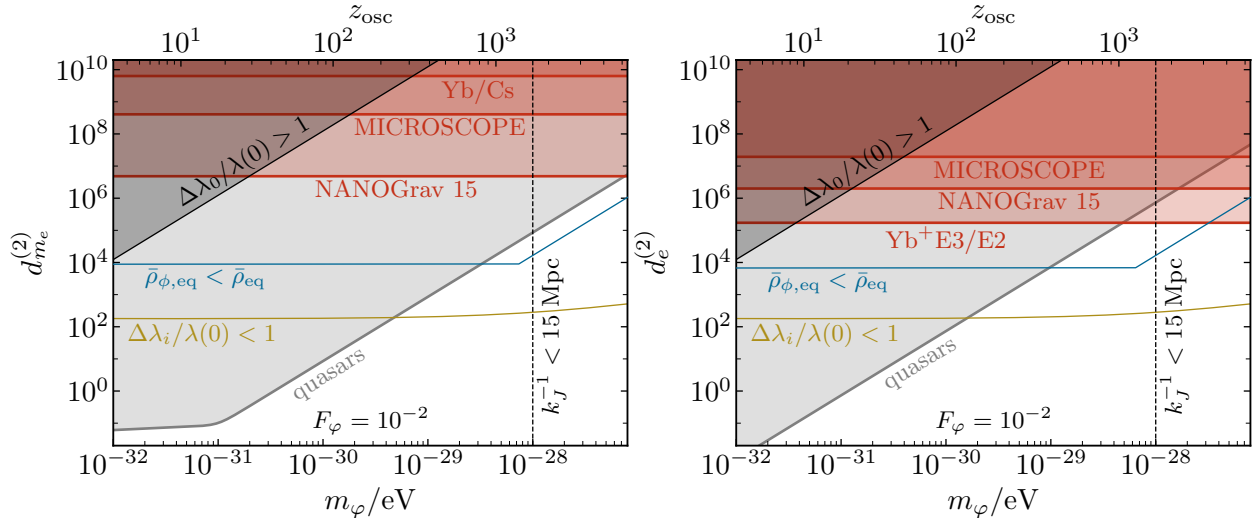 z_osc
10^1 10^2 10^3
10^10
10^8
10^6
10^4
10^2
10^0
d_{m_e}^{(2)}
Yb/Cs
MICROSCOPE
NANOGrav 15
Δλ_0/λ(0) > 1
ρ̄_{ϕ,eq} < ρ̄_eq
Δλ_i/λ(0) < 1
quasars
k_J^{-1} < 15 Mpc
F_φ = 10^{-2}
10^{-32} 10^{-31} 10^{-30} 10^{-29} 10^{-28}
m_φ/eV
z_osc
10^1 10^2 10^3
10^10
10^8
10^6
10^4
10^2
10^0
d_e^{(2)}
Δλ_0/λ(0) > 1
MICROSCOPE
NANOGrav 15
Yb^+E3/E2
ρ̄_{ϕ,eq} < ρ̄_eq
Δλ_i/λ(0) < 1
quasars
k_J^{-1} < 15 Mpc
F_φ = 10^{-2}
10^{-32} 10^{-31} 10^{-30} 10^{-29} 10^{-28}
m_φ/eV